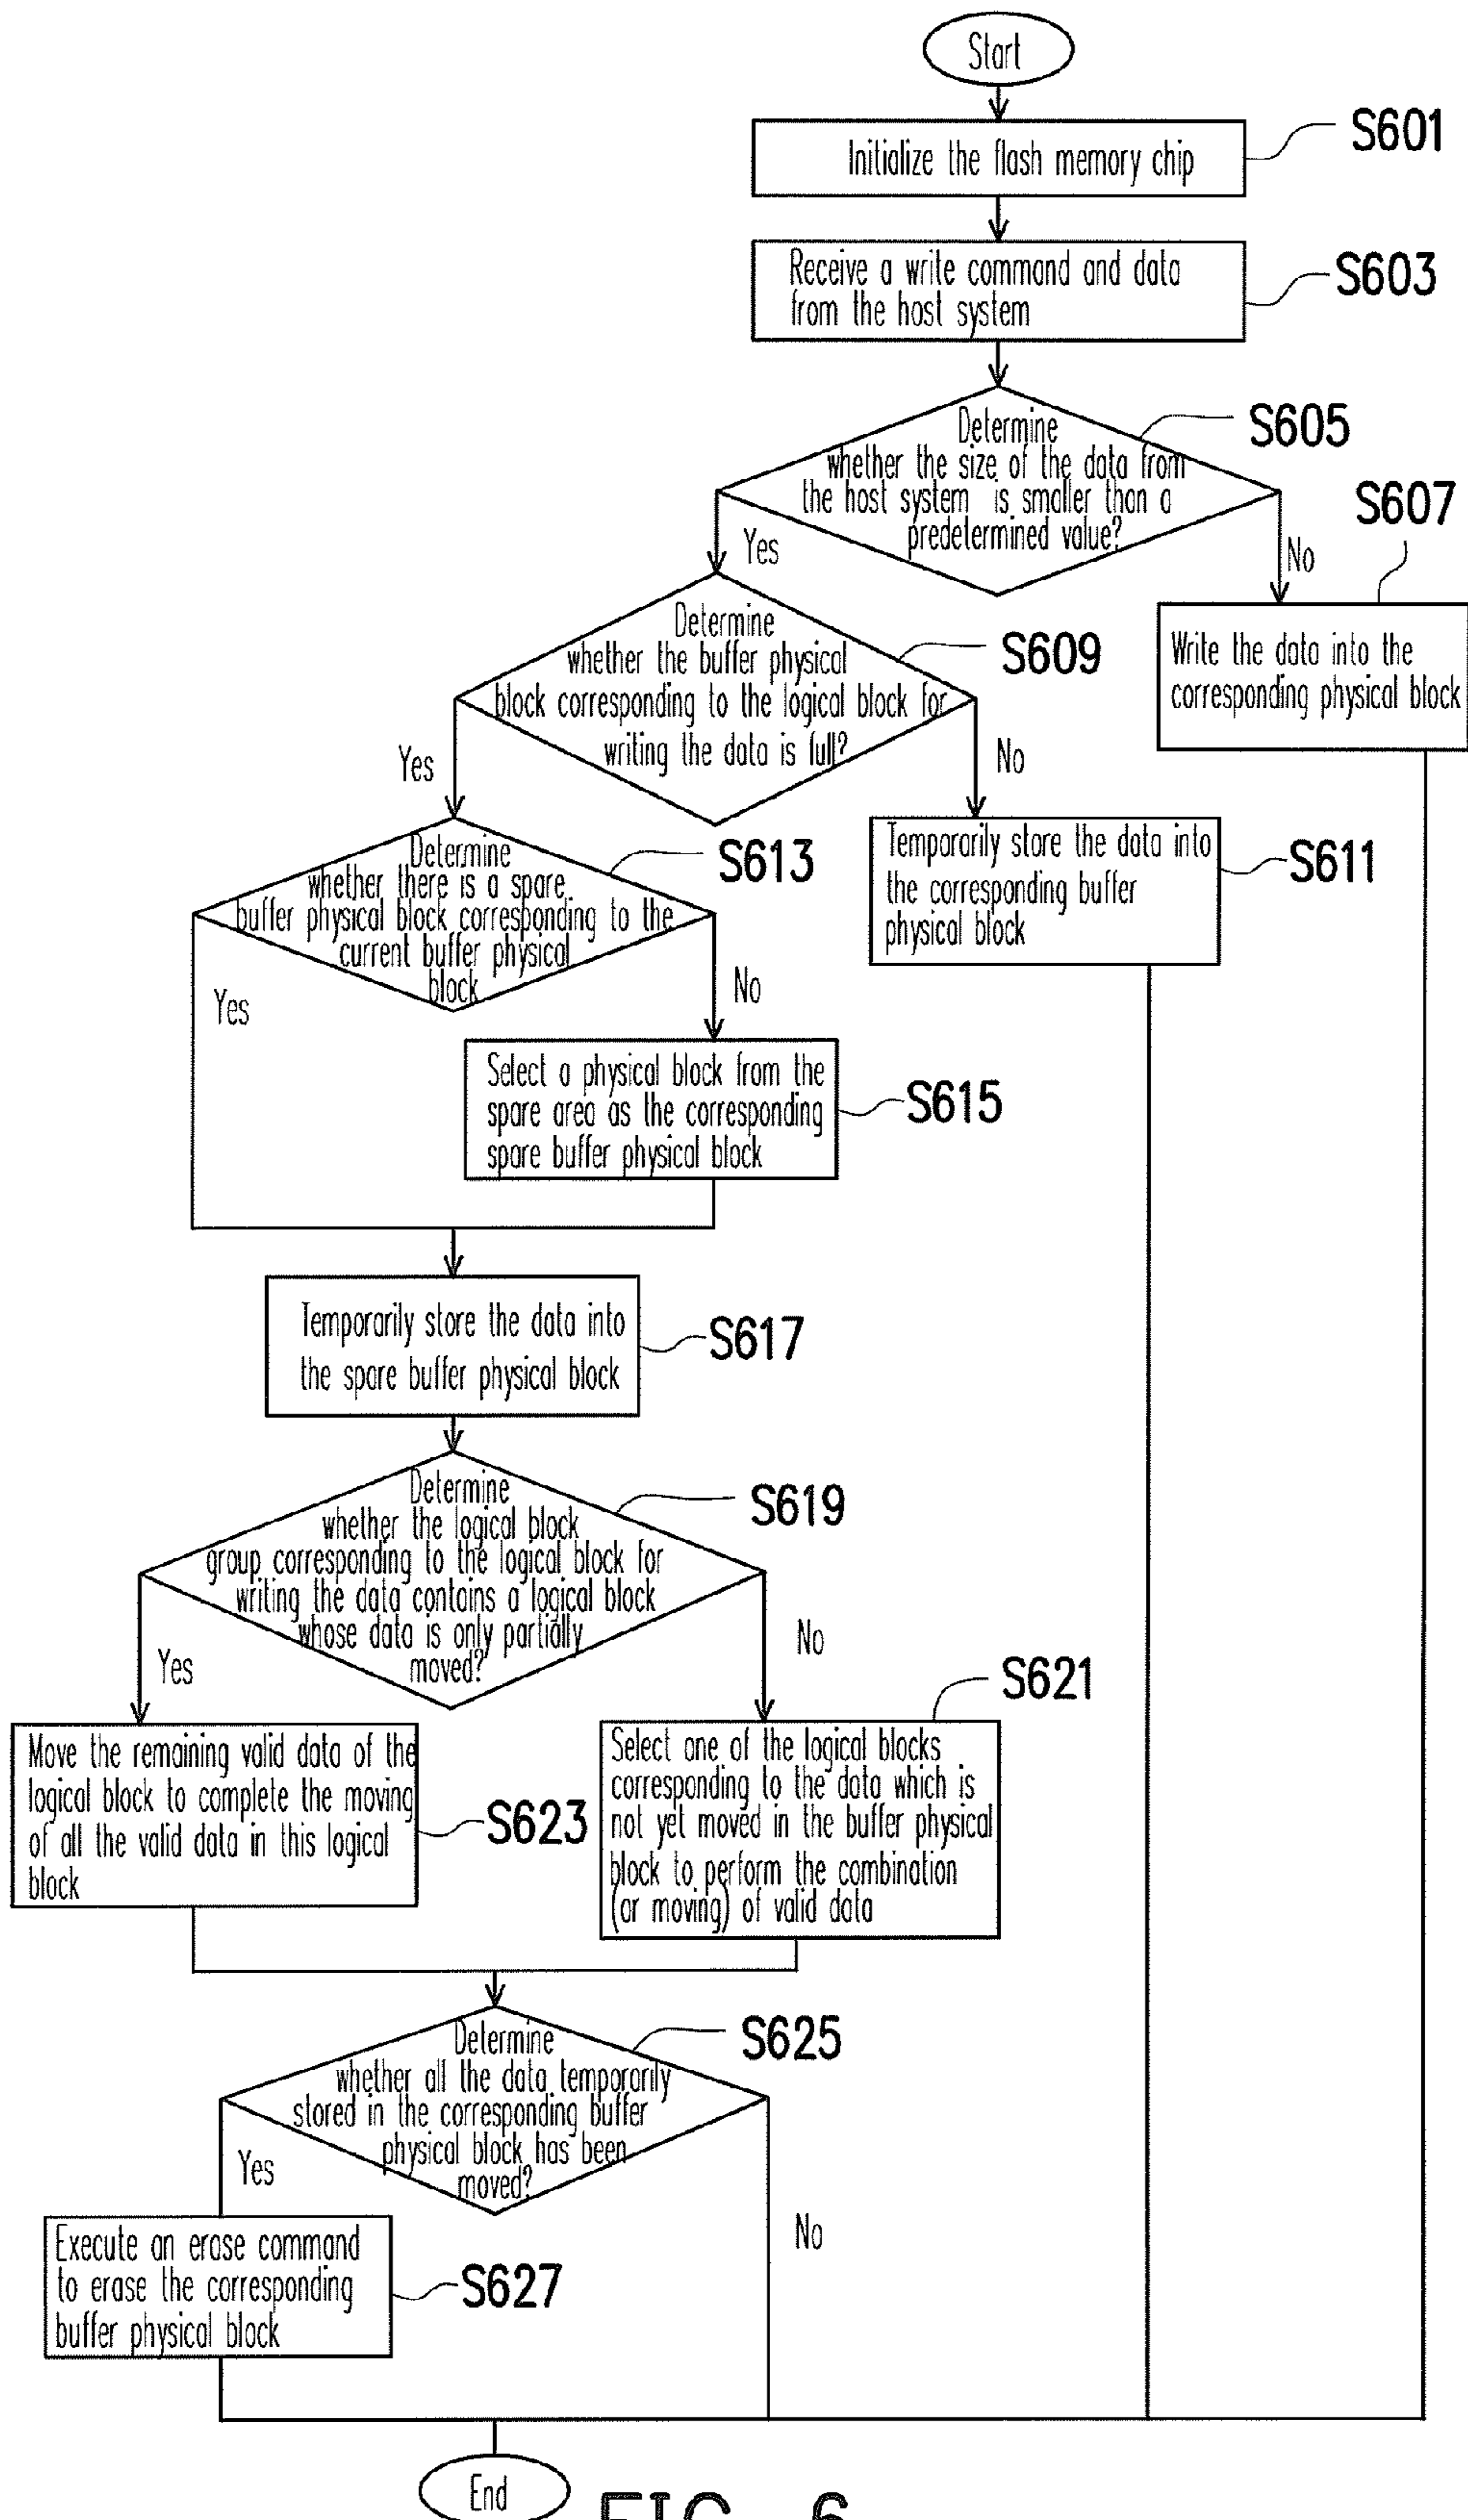 Start
Initialize the flash memory chip
S601
Receive a write command and data
from the host system
S603
Determine
whether the size of the data from
the host system is smaller than a
predetermined value?
S605
Yes
No
S607
Write the data into the
corresponding physical block
Determine
whether the buffer physical
block corresponding to the logical block for
writing the data is full?
S609
Yes
No
Temporarily store the data into
the corresponding buffer
physical block
S611
Determine
whether there is a spare
buffer physical block corresponding to the
current buffer physical
block
S613
Yes
No
Select a physical block from the
spare area as the corresponding
spare buffer physical block
S615
Temporarily store the data into
the spare buffer physical block
S617
Determine
whether the logical block
group corresponding to the logical block for
writing the data contains a logical block
whose data is only partially
moved?
S619
Yes
No
Move the remaining valid data of the
logical block to complete the moving
of all the valid data in this logical
block
S623
S621
Select one of the logical blocks
corresponding to the data which is
not yet moved in the buffer physical
block to perform the combination
(or moving) of valid data
Determine
whether all the data temporarily
stored in the corresponding buffer
physical block has been
moved?
S625
Yes
No
Execute an erase command
to erase the corresponding
buffer physical block
S627
End
FIG. 6